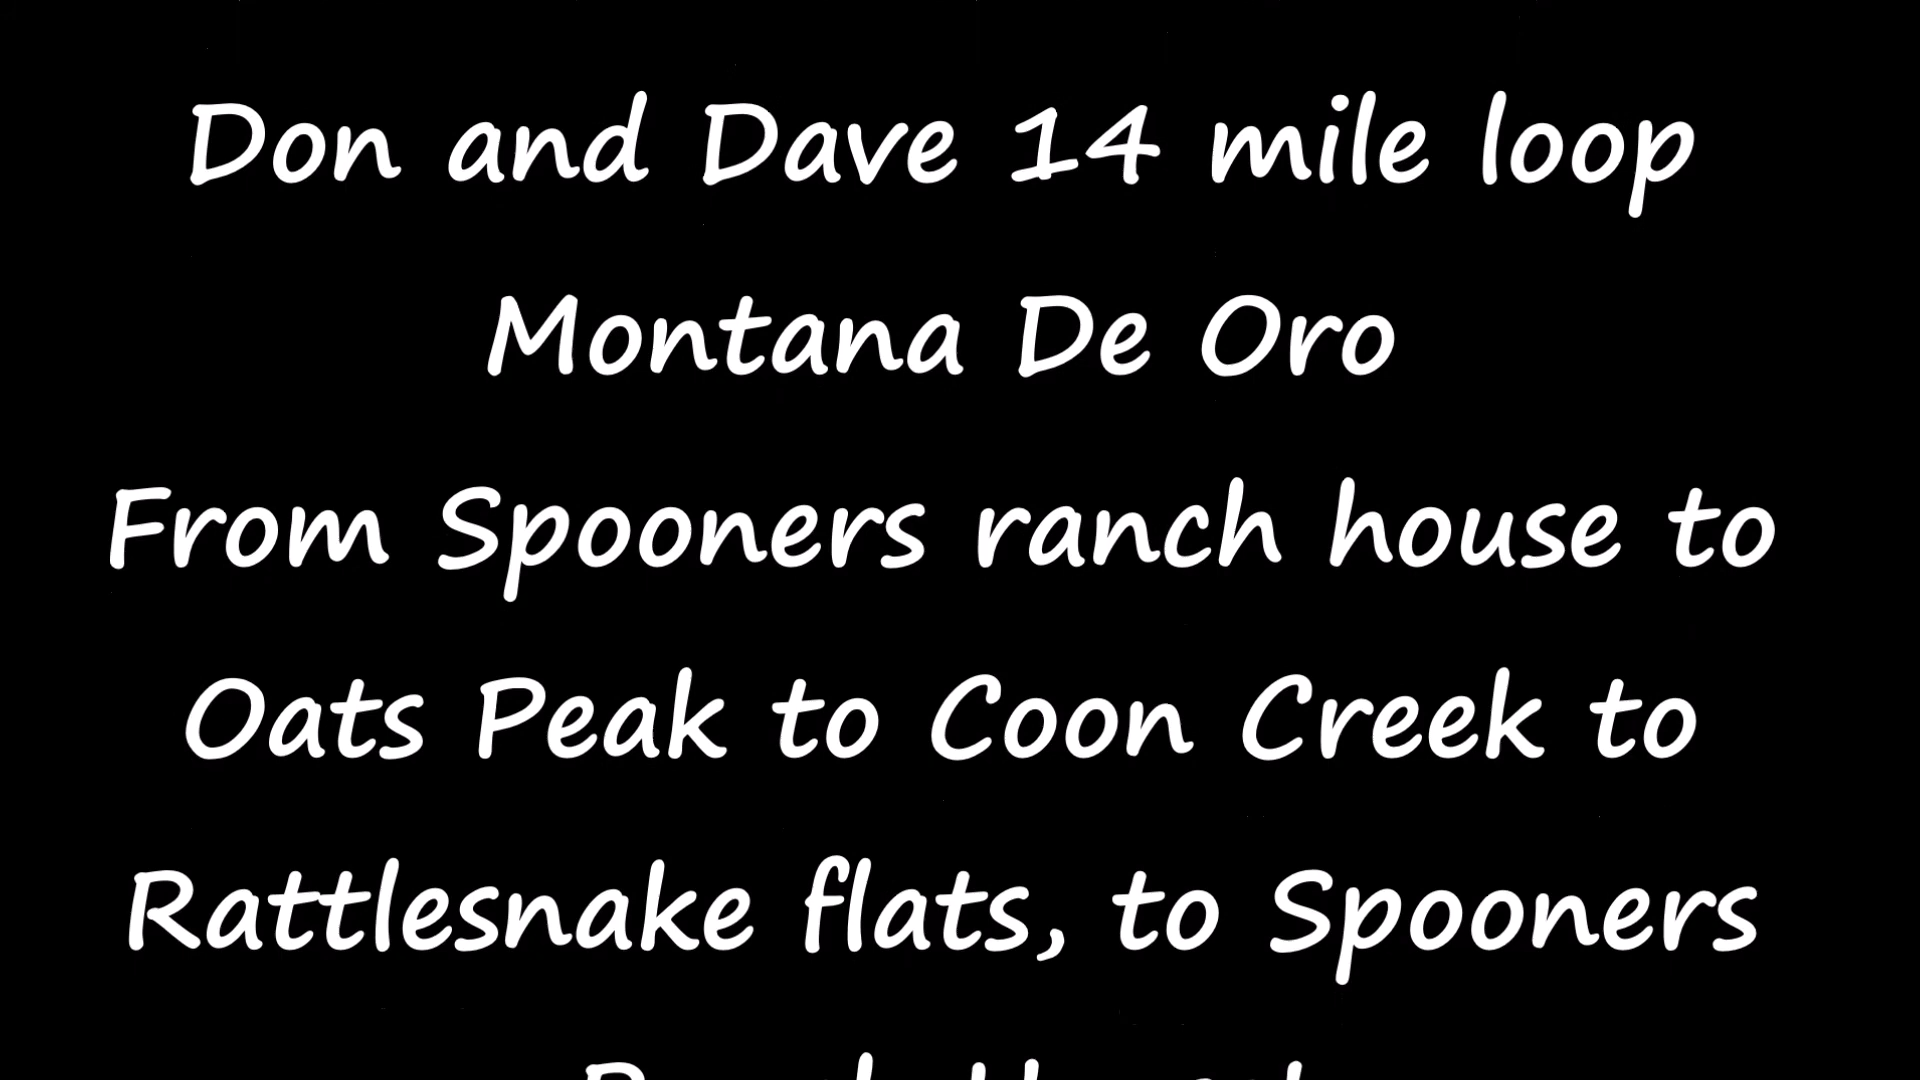 Don and Dave 14 mile loop
Montana De Oro
From Spooners ranch house to
Oats Peak to Coon Creek to
Rattlesnake flats, to Spooners